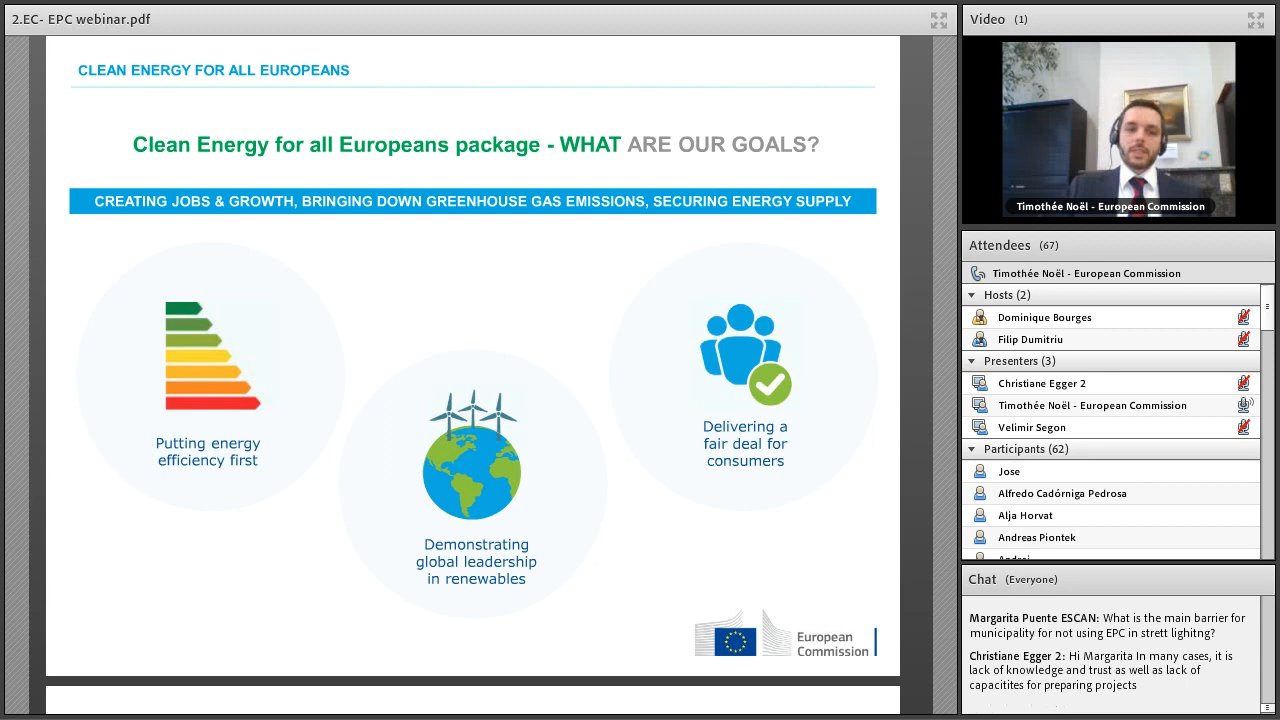 2.EC- EPC webinar.pdf
CLEAN ENERGY FOR ALL EUROPEANS
Clean Energy for all Europeans package - WHAT ARE OUR GOALS?
CREATING JOBS & GROWTH, BRINGING DOWN GREENHOUSE GAS EMISSIONS, SECURING ENERGY SUPPLY
Putting energy
efficiency first
Demonstrating
global leadership
in renewables
Delivering a
fair deal for
consumers
European
Commission
Video (1)
Timothée Noël - European Commission
Attendees (67)
Timothée Noël - European Commission
Hosts (2)
Dominique Bourges
Filip Dumitriu
Presenters (3)
Christiane Egger 2
Timothée Noël - European Commission
Velimir Segon
Participants (62)
Jose
Alfredo Cadórniga Pedrosa
Alja Horvat
Andreas Piontek
Chat (Everyone)
Margarita Puente ESCAN: What is the main barrier for
municipality for not using EPC in strett lighitng?
Christiane Egger 2: Hi Margarita In many cases, it is
lack of knowledge and trust as well as lack of
capacitites for preparing projects